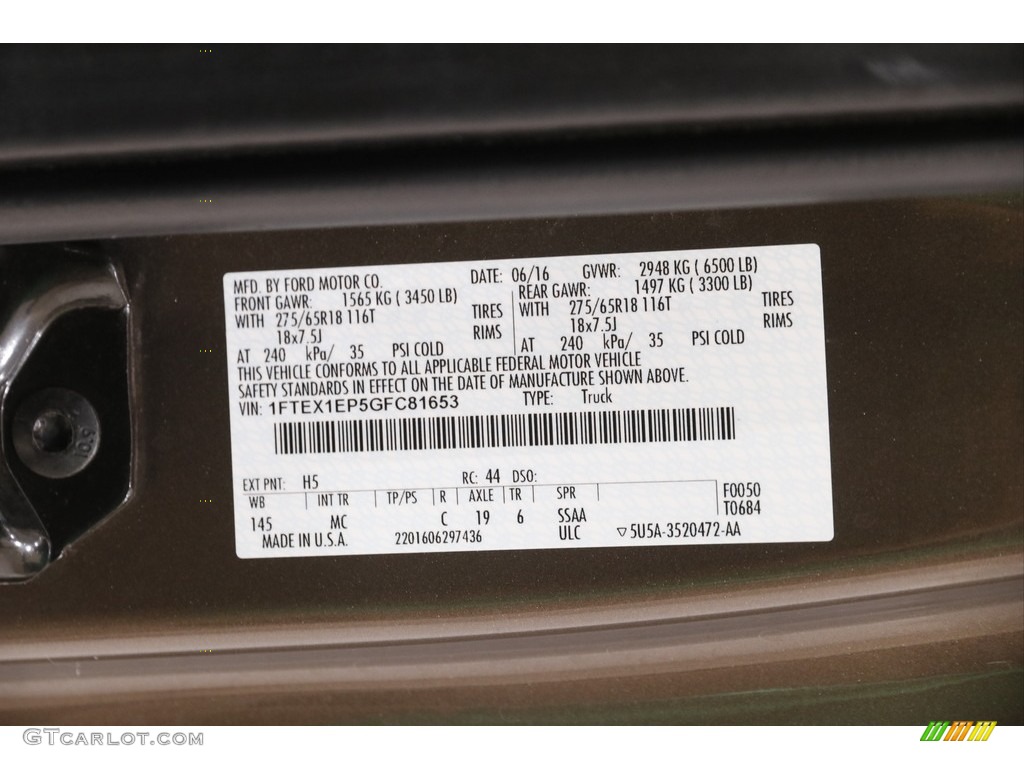 MFD. BY FORD MOTOR CO. DATE: 06/16 GVWR: 2948 KG ( 6500 LB)
FRONT GAWR: 1565 KG ( 3450 LB) REAR GAWR: 1497 KG ( 3300 LB)
WITH 275/65R18 116T TIRES WITH 275/65R18 116T TIRES
18x7.5J RIMS 18x7.5J RIMS
AT 240 kPa/ 35 PSI COLD AT 240 kPa/ 35 PSI COLD
THIS VEHICLE CONFORMS TO ALL APPLICABLE FEDERAL MOTOR VEHICLE
SAFETY STANDARDS IN EFFECT ON THE DATE OF MANUFACTURE SHOWN ABOVE.
VIN: 1FTEX1EP5GFC81653 TYPE: Truck
EXT PNT: H5 RC: 44 DSO:
WB INT TR TP/PS R AXLE TR SPR F0050
145 MC C 19 6 SSAA T0684
MADE IN U.S.A. 2201606297436 ULC ▽5U5A-3520472-AA
GTcarlot.com